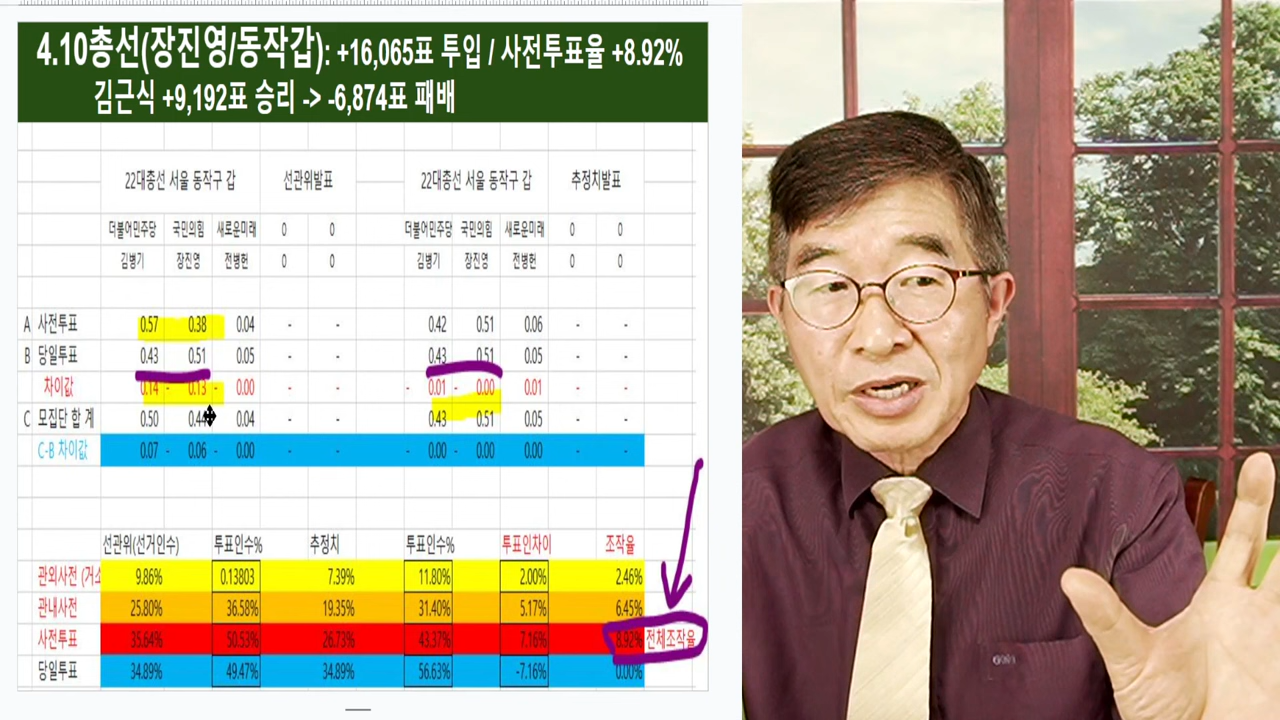 4.10총선(장진영/동작갑): +16,065표 투입 / 사전투표율 +8.92%
김근식 +9,192표 승리 -> -6,874표 패배
22대총선 서울 동작구 갑 선관위발표 22대총선 서울 동작구 갑 추정치발표
더불어민주당 국민의힘 새로운미래 0 0 더불어민주당 국민의힘 새로운미래 0 0
김병기 장진영 전병헌 0 0 김병기 장진영 전병헌 0 0
A 사전투표 0.57 0.38 0.04 - - 0.42 0.51 0.06 - -
B 당일투표 0.43 0.51 0.05 - - 0.43 0.51 0.05 - -
차이값 0.14 - 0.13 - 0.00 - - - 0.01 - 0.00 0.01 - -
C 모집단 합 계 0.50 0.44 0.04 - - 0.43 0.51 0.05 - -
C-B 차이값 0.07 - 0.06 - 0.00 - - - 0.00 - 0.00 0.00 - -
선관위(선거인수) 투표인수% 추정치 투표인수% 투표인차이 조작율
관외사전 (거소 9.86% 0.13803 7.39% 11.80% 2.00% 2.46%
관내사전 25.80% 36.58% 19.35% 31.40% 5.17% 6.45%
사전투표 35.64% 50.53% 26.73% 43.37% 7.16% 8.92% 전체조작율
당일투표 34.89% 49.47% 34.89% 56.63% -7.16% 0.00%